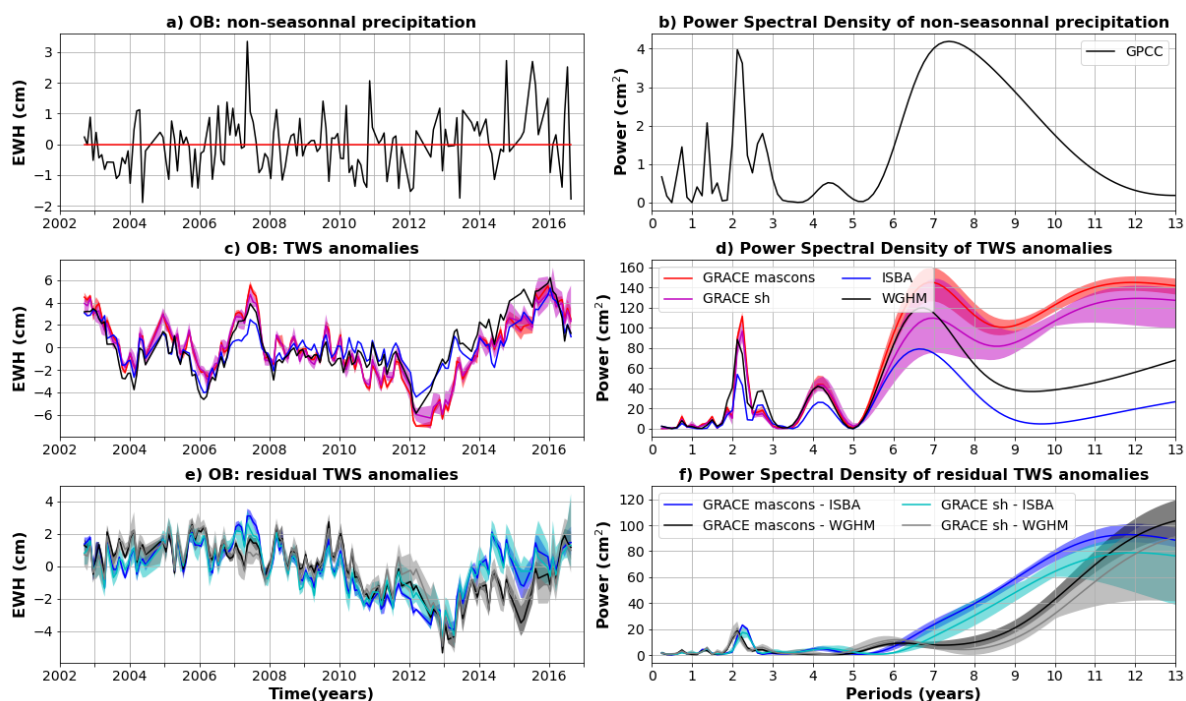 a) OB: non-seasonnal precipitation
EWH (cm)
3
2
1
0
−1
−2
2002 2004 2006 2008 2010 2012 2014 2016
b) Power Spectral Density of non-seasonnal precipitation
Power (cm²)
4
3
2
1
0
GPCC
0 1 2 3 4 5 6 7 8 9 10 11 12 13
c) OB: TWS anomalies
EWH (cm)
6
4
2
0
−2
−4
−6
2002 2004 2006 2008 2010 2012 2014 2016
d) Power Spectral Density of TWS anomalies
Power (cm²)
160
140
120
100
80
60
40
20
0
GRACE mascons ISBA
GRACE sh WGHM
0 1 2 3 4 5 6 7 8 9 10 11 12 13
e) OB: residual TWS anomalies
EWH (cm)
4
2
0
−2
−4
2002 2004 2006 2008 2010 2012 2014 2016
Time(years)
f) Power Spectral Density of residual TWS anomalies
Power (cm²)
120
100
80
60
40
20
0
GRACE mascons - ISBA GRACE sh - ISBA
GRACE mascons - WGHM GRACE sh - WGHM
0 1 2 3 4 5 6 7 8 9 10 11 12 13
Periods (years)